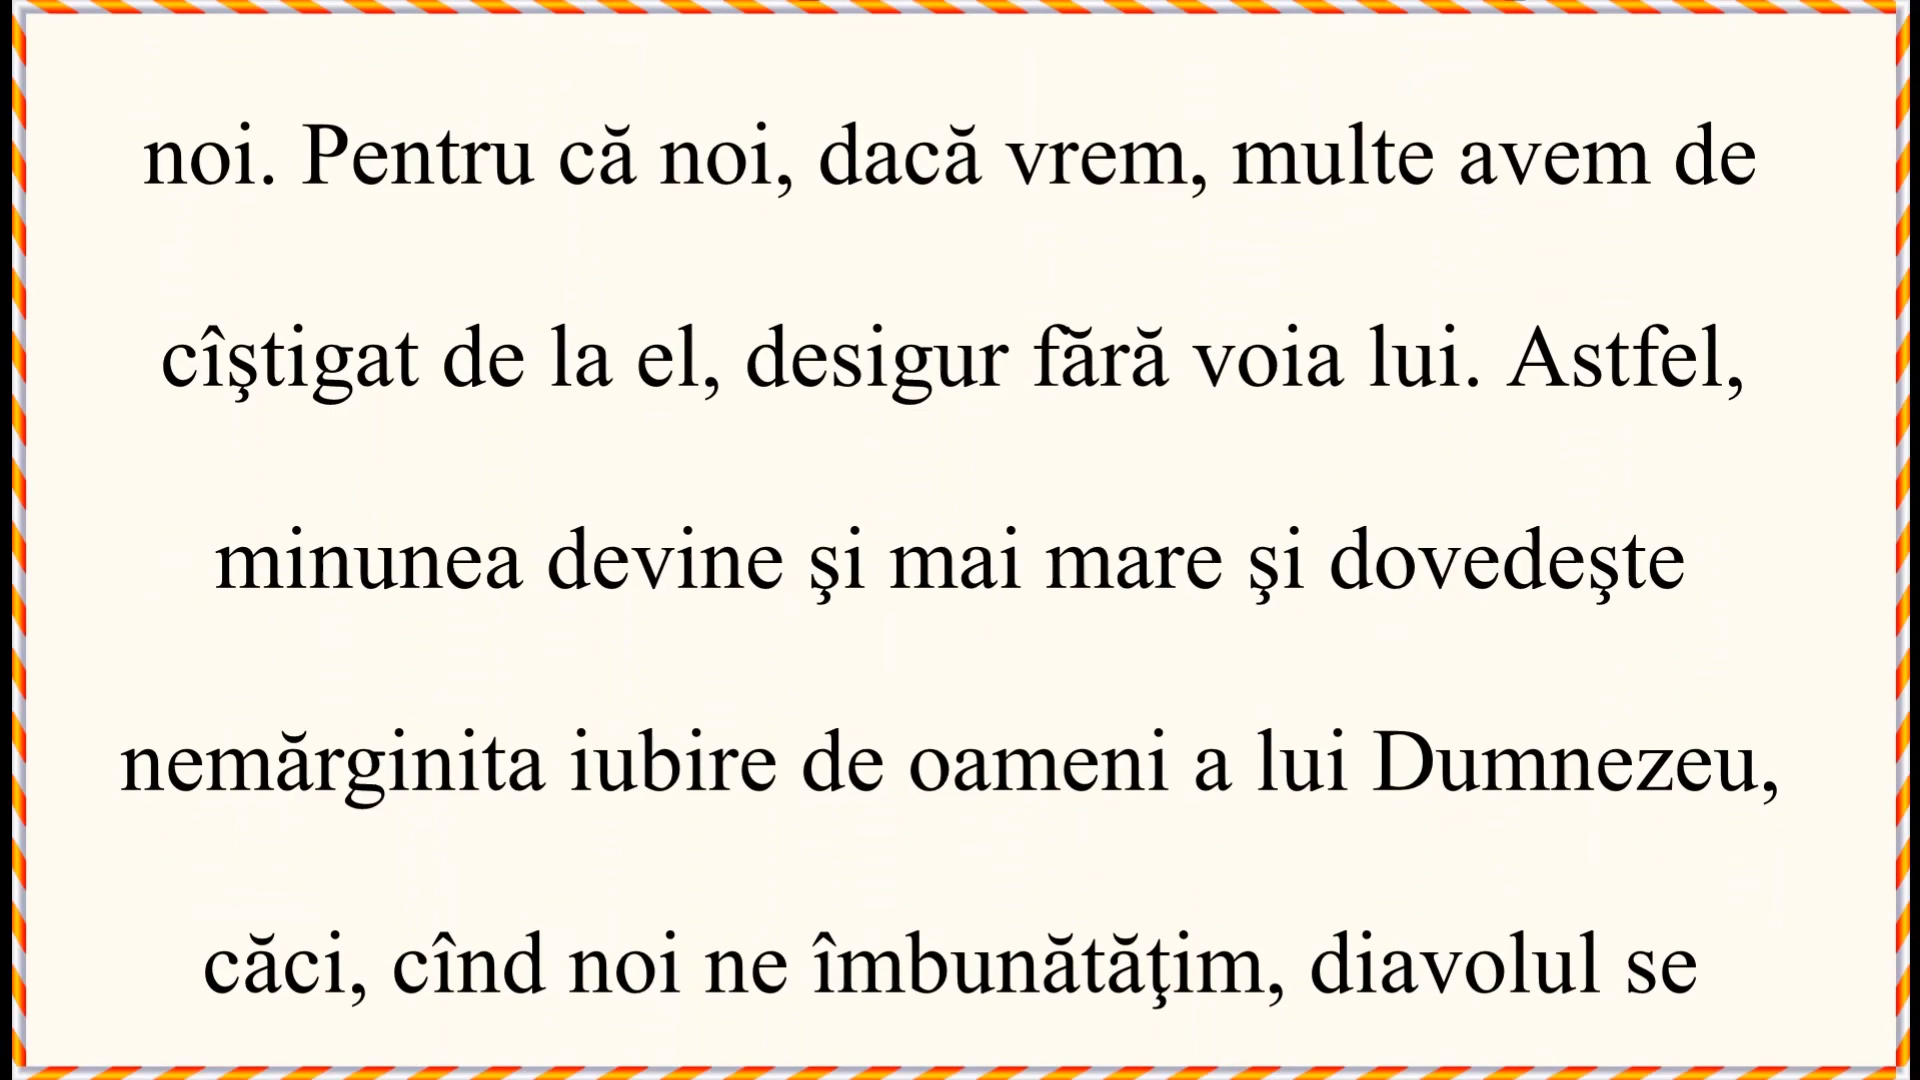 noi. Pentru că noi, dacă vrem, multe avem de
cîştigat de la el, desigur fără voia lui. Astfel,
minunea devine şi mai mare şi dovedeşte
nemărginita iubire de oameni a lui Dumnezeu,
căci, cînd noi ne îmbunătăţim, diavolul se